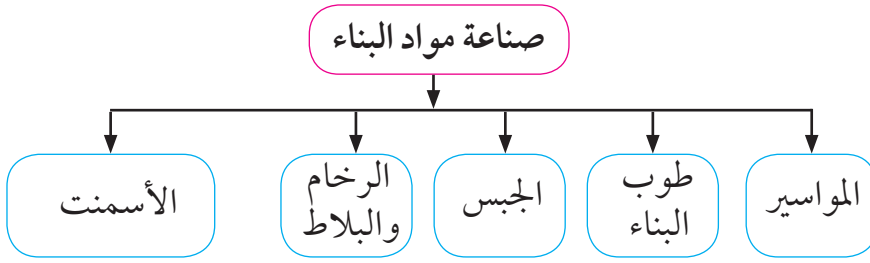 صناعة مواد البناء
المواسير
طوب
البناء
الجبس
الرخام
والبلاط
الأسمنت